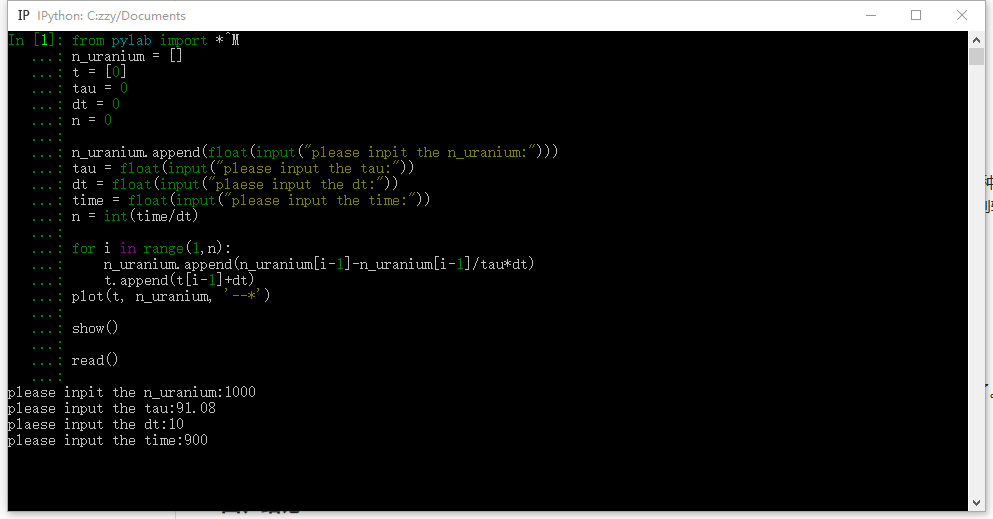 IP IPython: C:zzy/Documents
In [1]: from pylab import *^M
...: n_uranium = []
...: t = [0]
...: tau = 0
...: dt = 0
...: n = 0
...:
...: n_uranium.append(float(input("please inpit the n_uranium:")))
...: tau = float(input("please input the tau:"))
...: dt = float(input("plaese input the dt:"))
...: time = float(input("please input the time:"))
...: n = int(time/dt)
...:
...: for i in range(1,n):
...:     n_uranium.append(n_uranium[i-1]-n_uranium[i-1]/tau*dt)
...:     t.append(t[i-1]+dt)
...: plot(t, n_uranium, '--*')
...:
...: show()
...:
...: read()
...:
please inpit the n_uranium:1000
please input the tau:91.08
plaese input the dt:10
please input the time:900